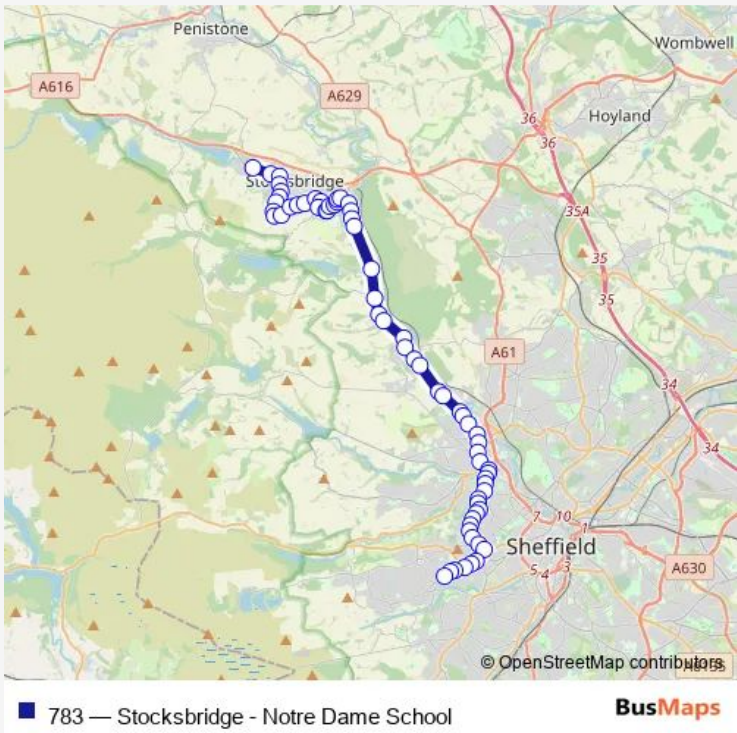 Penistone
Wombwell
A616
A629
Hoyland
36
36
Stocksbridge
35A
35
35
A61
34
34
7
10
1
Sheffield
5
4
3
A630
© OpenStreetMap contributors
783 — Stocksbridge - Notre Dame School
BusMaps